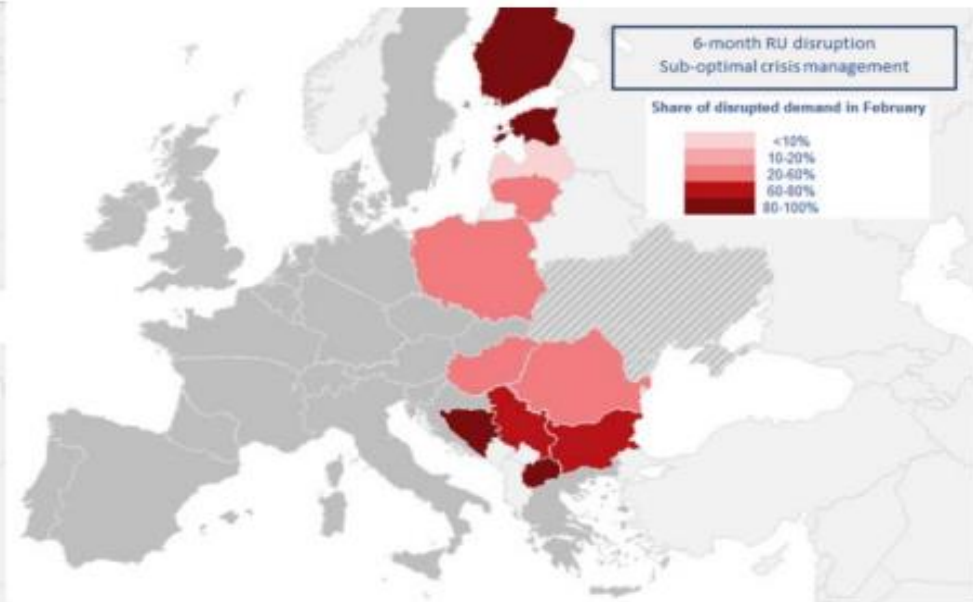 6-month RU disruption
Sub-optimal crisis management
Share of disrupted demand in February
<10%
10-20%
20-60%
60-80%
80-100%